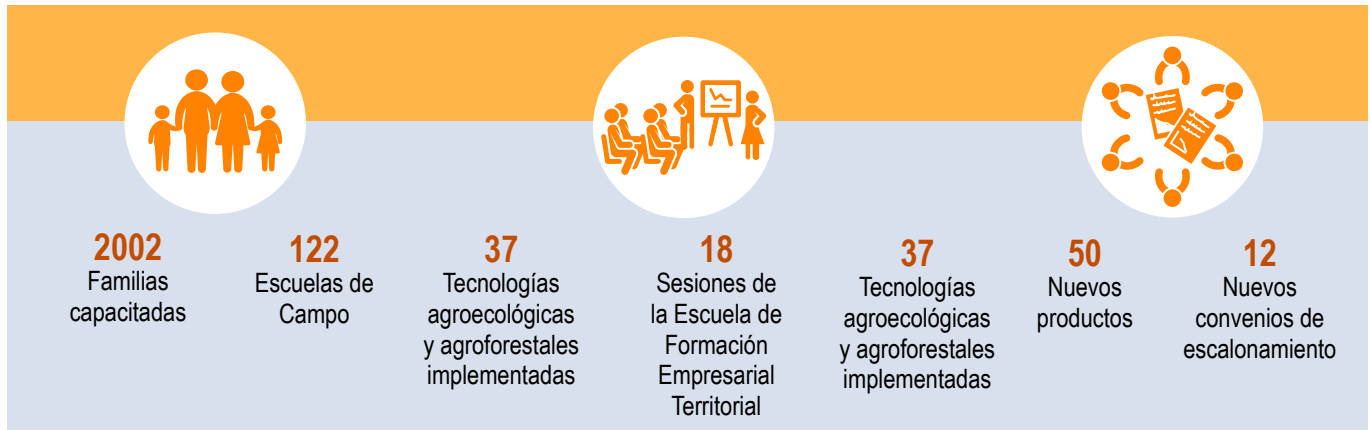 2002
Familias
capacitadas
122
Escuelas de
Campo
37
Tecnologías
agroecológicas
y agroforestales
implementadas
18
Sesiones de
la Escuela de
Formación
Empresarial
Territorial
37
Tecnologías
agroecológicas
y agroforestales
implementadas
50
Nuevos
productos
12
Nuevos
convenios de
escalonamiento